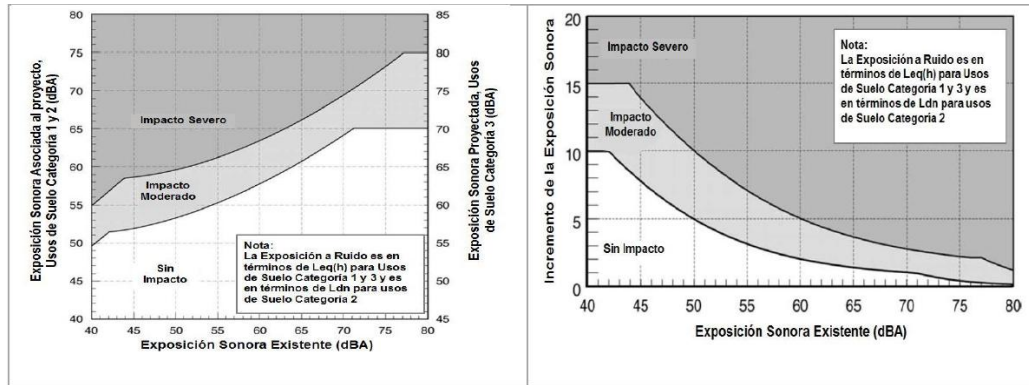 Exposición Sonora Asociada al proyecto,
Usos de Suelo Categoría 1 y 2 (dBA)
80
75
70
65
60
55
50
45
40
Impacto Severo
Impacto
Moderado
Sin
Impacto
Nota:
La Exposición a Ruido es en
términos de Leq(h) para Usos
de Suelo Categoría 1 y 3 y es
en términos de Ldn para usos
de Suelo Categoría 2
85
80
75
70
65
60
55
50
45
Exposición Sonora Proyectada, Usos
de Suelo Categoría 3 (dBA)
40 45 50 55 60 65 70 75 80
Exposición Sonora Existente (dBA)
Incremento de la Exposición Sonora
20
15
10
5
0
Impacto Severo
Impacto
Moderado
Sin Impacto
Nota:
La Exposición a Ruido es en
términos de Leq(h) para Usos
de Suelo Categoría 1 y 3 y es
en términos de Ldn para usos
de Suelo Categoría 2
40 45 50 55 60 65 70 75 80
Exposición Sonora Existente (dBA)